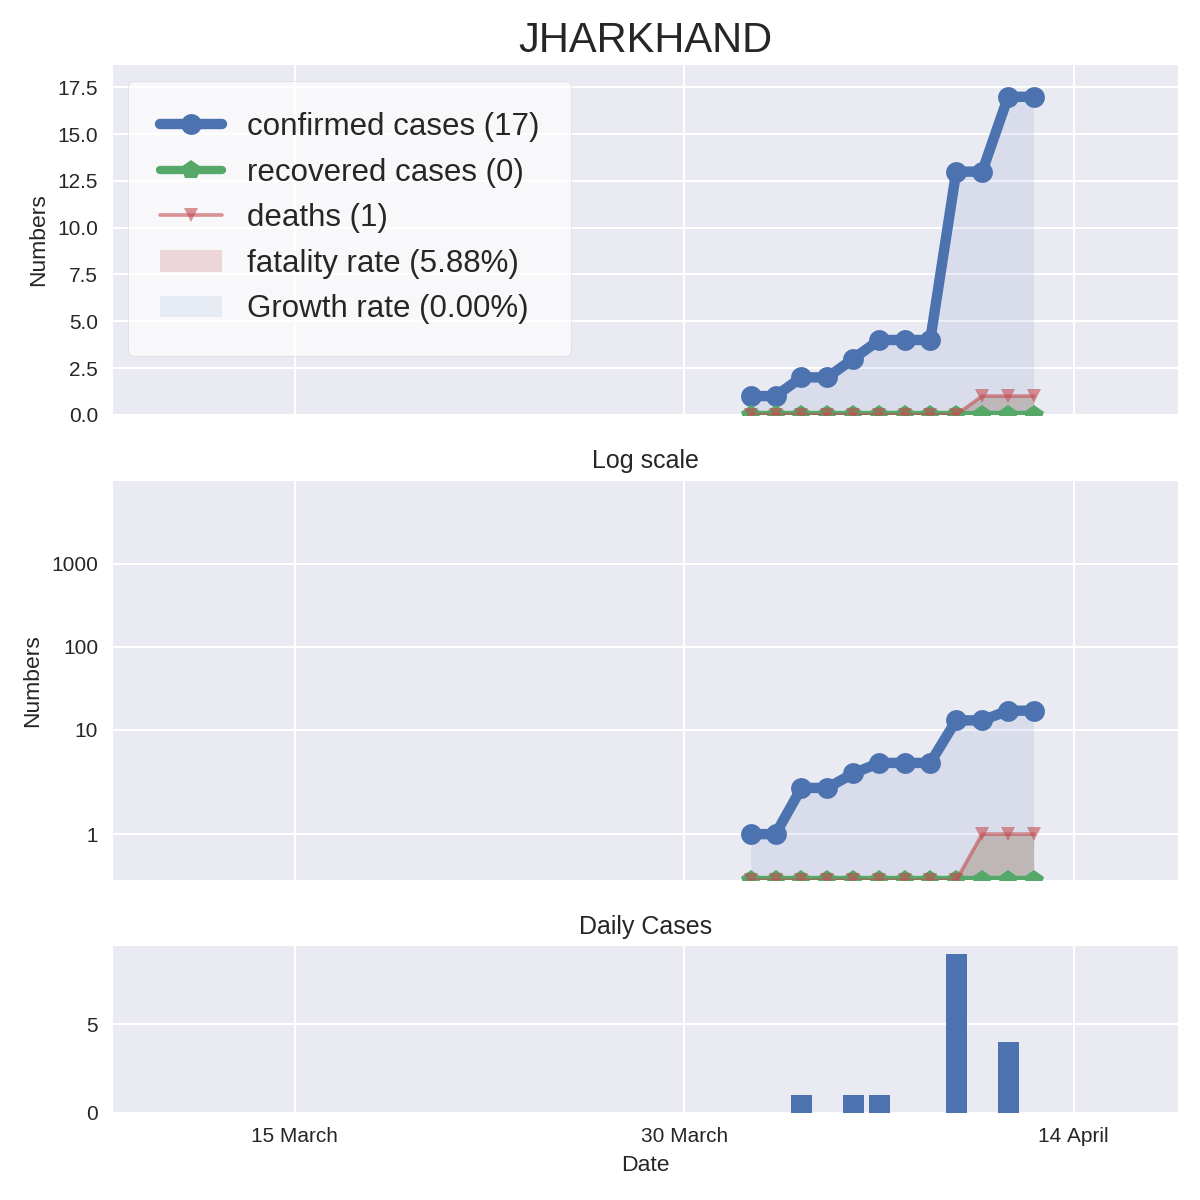 JHARKHAND
17.5
15.0
12.5
10.0
7.5
5.0
2.5
0.0
Numbers
confirmed cases (17)
recovered cases (0)
deaths (1)
fatality rate (5.88%)
Growth rate (0.00%)
Log scale
1000
100
10
1
Numbers
Daily Cases
5
0
15 March
30 March
14 April
Date